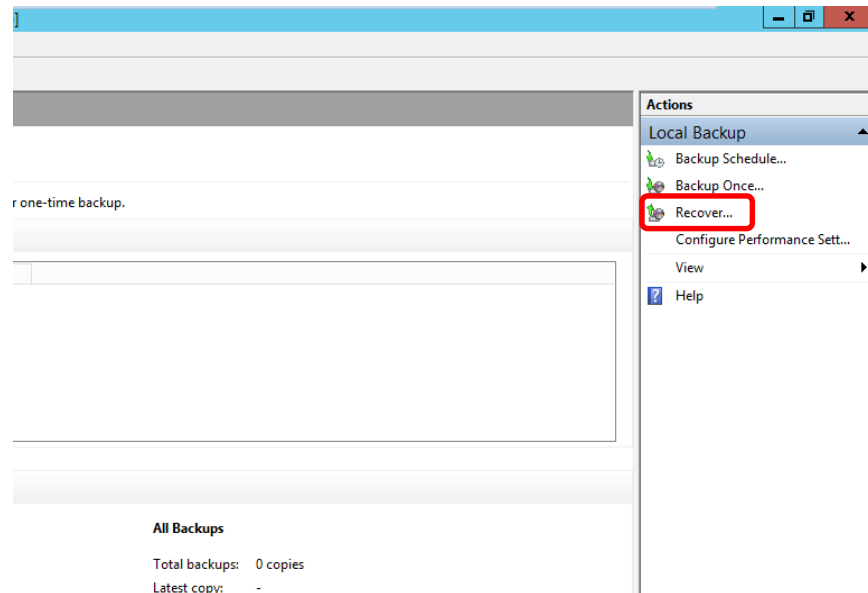 ]
Actions
Local Backup
Backup Schedule...
Backup Once...
r one-time backup.
Recover...
Configure Performance Sett...
View
? Help
All Backups
Total backups: 0 copies
Latest copy: -